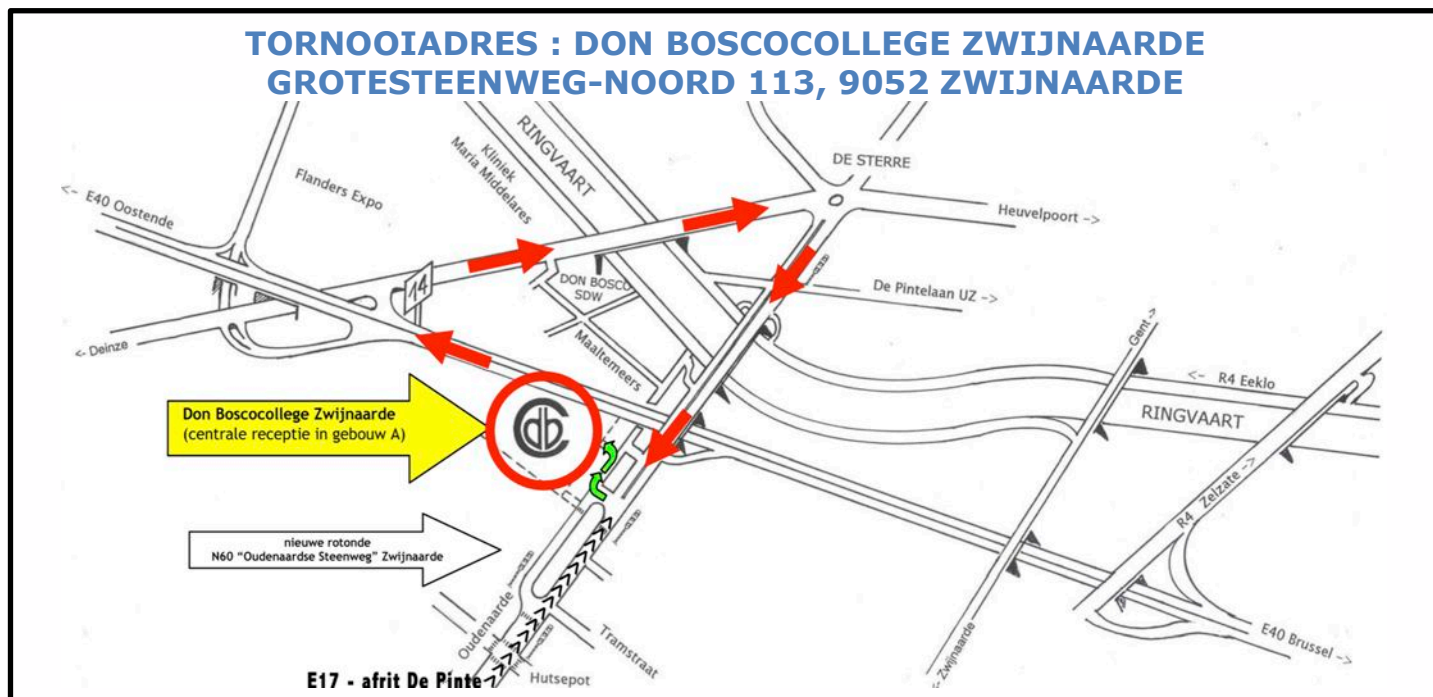 TORNOOIADRES : DON BOSCOCOLLEGE ZWIJNAARDE
GROTESTEENWEG-NOORD 113, 9052 ZWIJNAARDE
RINGVAART
Kliniek
Maria Middelares
DE STERRE
Flanders Expo
<- E40 Oostende
Heuvelpoort ->
14
DON BOSCO
SDW
De Pintelaan UZ ->
<- Deinze
Maaltemeers
Gent ->
<- R4 Eeklo
RINGVAART
Don Boscocollege Zwijnaarde
(centrale receptie in gebouw A)
Cdb
R4 Zelzate ->
nieuwe rotonde
N60 "Oudenaardse Steenweg" Zwijnaarde
Oudenaarde
Tramstraat
<- Zwijnaarde
E40 Brussel ->
Hutsepot
E17 - afrit De Pinte